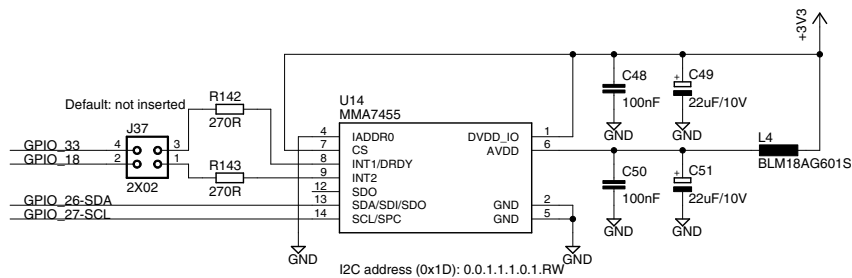 +3V3
C48
100nF
C49
+
22uF/10V
GND
GND
R142
270R
Default: not inserted
J37
GPIO_33
4
3
GPIO_18
2
1
2X02
R143
270R
U14
MMA7455
4
IADDR0
DVDD_IO
1
7
CS
AVDD
6
8
INT1/DRDY
9
INT2
12
SDO
GPIO_26-SDA
13
SDA/SDI/SDO
GND
2
GPIO_27-SCL
14
SCL/SPC
GND
5
L4
BLM18AG601S
C50
100nF
C51
+
22uF/10V
GND
GND
GND
GND
I2C address (0x1D): 0.0.1.1.1.0.1.RW